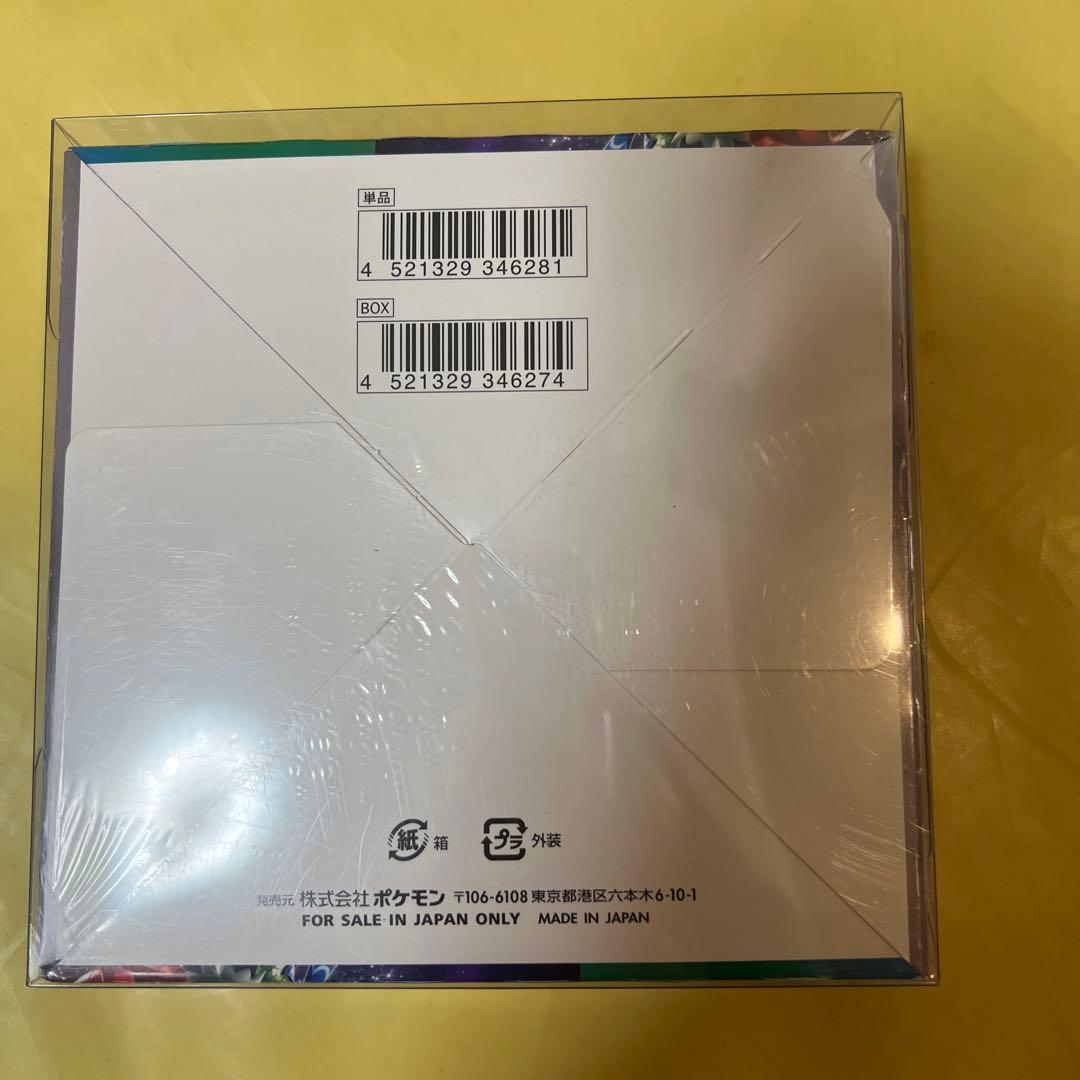 単品
4 521329 346281
BOX
4 521329 346274
紙 箱 プラ 外装
発売元 株式会社 ポケモン 〒106-6108 東京都港区六本木6-10-1
FOR SALE IN JAPAN ONLY MADE IN JAPAN